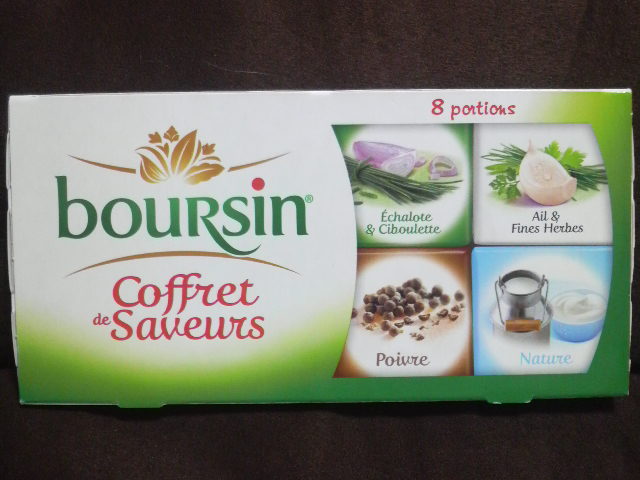 8 portions
boursin®
Coffret
de Saveurs
Échalote
& Ciboulette
Ail &
Fines Herbes
Poivre
Nature